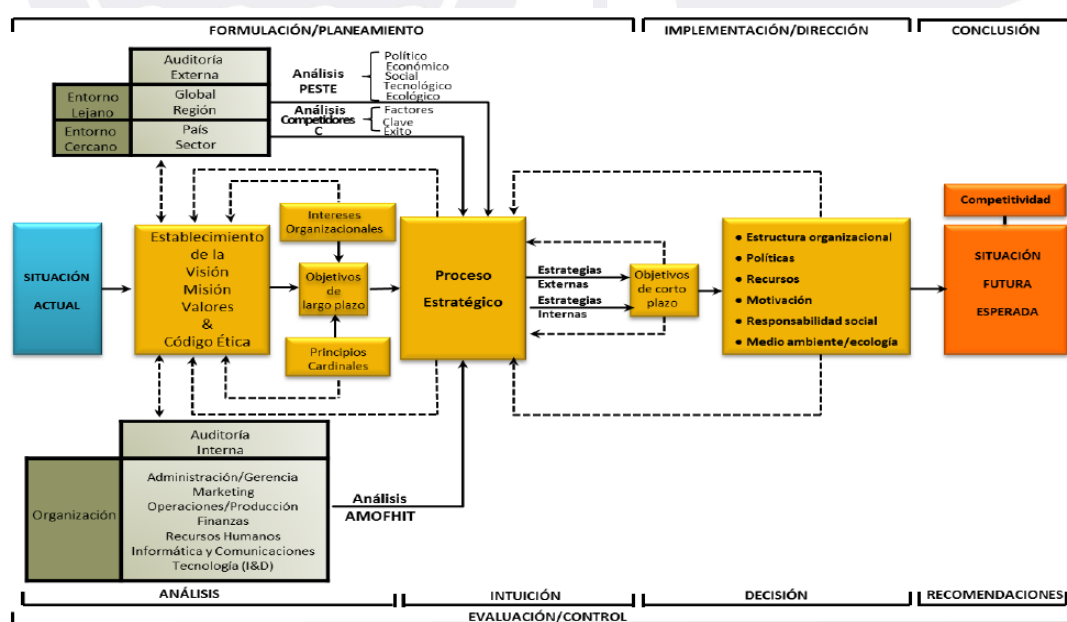 FORMULACIÓN/PLANEAMIENTO
IMPLEMENTACIÓN/DIRECCIÓN
CONCLUSIÓN
Auditoría
Externa
Entorno
Lejano
Global
Región
Entorno
Cercano
País
Sector
Análisis
PESTE
Político
Económico
Social
Tecnológico
Ecológico
Análisis
Competidores
C
Factores
Clave
Éxito
SITUACIÓN
ACTUAL
Establecimiento
de la
Visión
Misión
Valores
&
Código Ética
Intereses
Organizacionales
Objetivos
de
largo plazo
Principios
Cardinales
Proceso
Estratégico
Estrategias
Externas
Estrategias
Internas
Objetivos
de corto
plazo
• Estructura organizacional
• Políticas
• Recursos
• Motivación
• Responsabilidad social
• Medio ambiente/ecología
Competitividad
SITUACIÓN
FUTURA
ESPERADA
Auditoría
Interna
Organización
Administración/Gerencia
Marketing
Operaciones/Producción
Finanzas
Recursos Humanos
Informática y Comunicaciones
Tecnología (I&D)
Análisis
AMOFHIT
ANÁLISIS
INTUICIÓN
DECISIÓN
RECOMENDACIONES
EVALUACIÓN/CONTROL